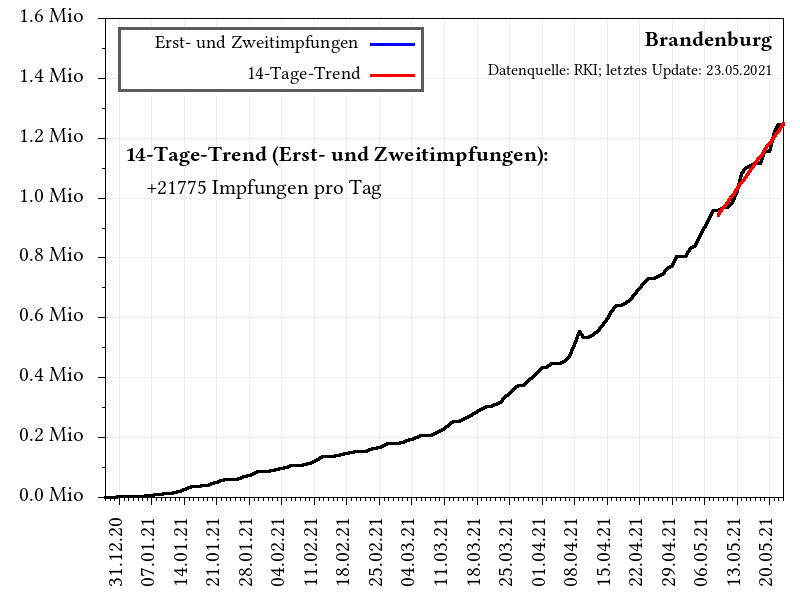 1.6 Mio
1.4 Mio
1.2 Mio
1.0 Mio
0.8 Mio
0.6 Mio
0.4 Mio
0.2 Mio
0.0 Mio
Erst- und Zweitimpfungen
14-Tage-Trend
Brandenburg
Datenquelle: RKI; letztes Update: 23.05.2021
14-Tage-Trend (Erst- und Zweitimpfungen):
+21775 Impfungen pro Tag
31.12.20
07.01.21
14.01.21
21.01.21
28.01.21
04.02.21
11.02.21
18.02.21
25.02.21
04.03.21
11.03.21
18.03.21
25.03.21
01.04.21
08.04.21
15.04.21
22.04.21
29.04.21
06.05.21
13.05.21
20.05.21